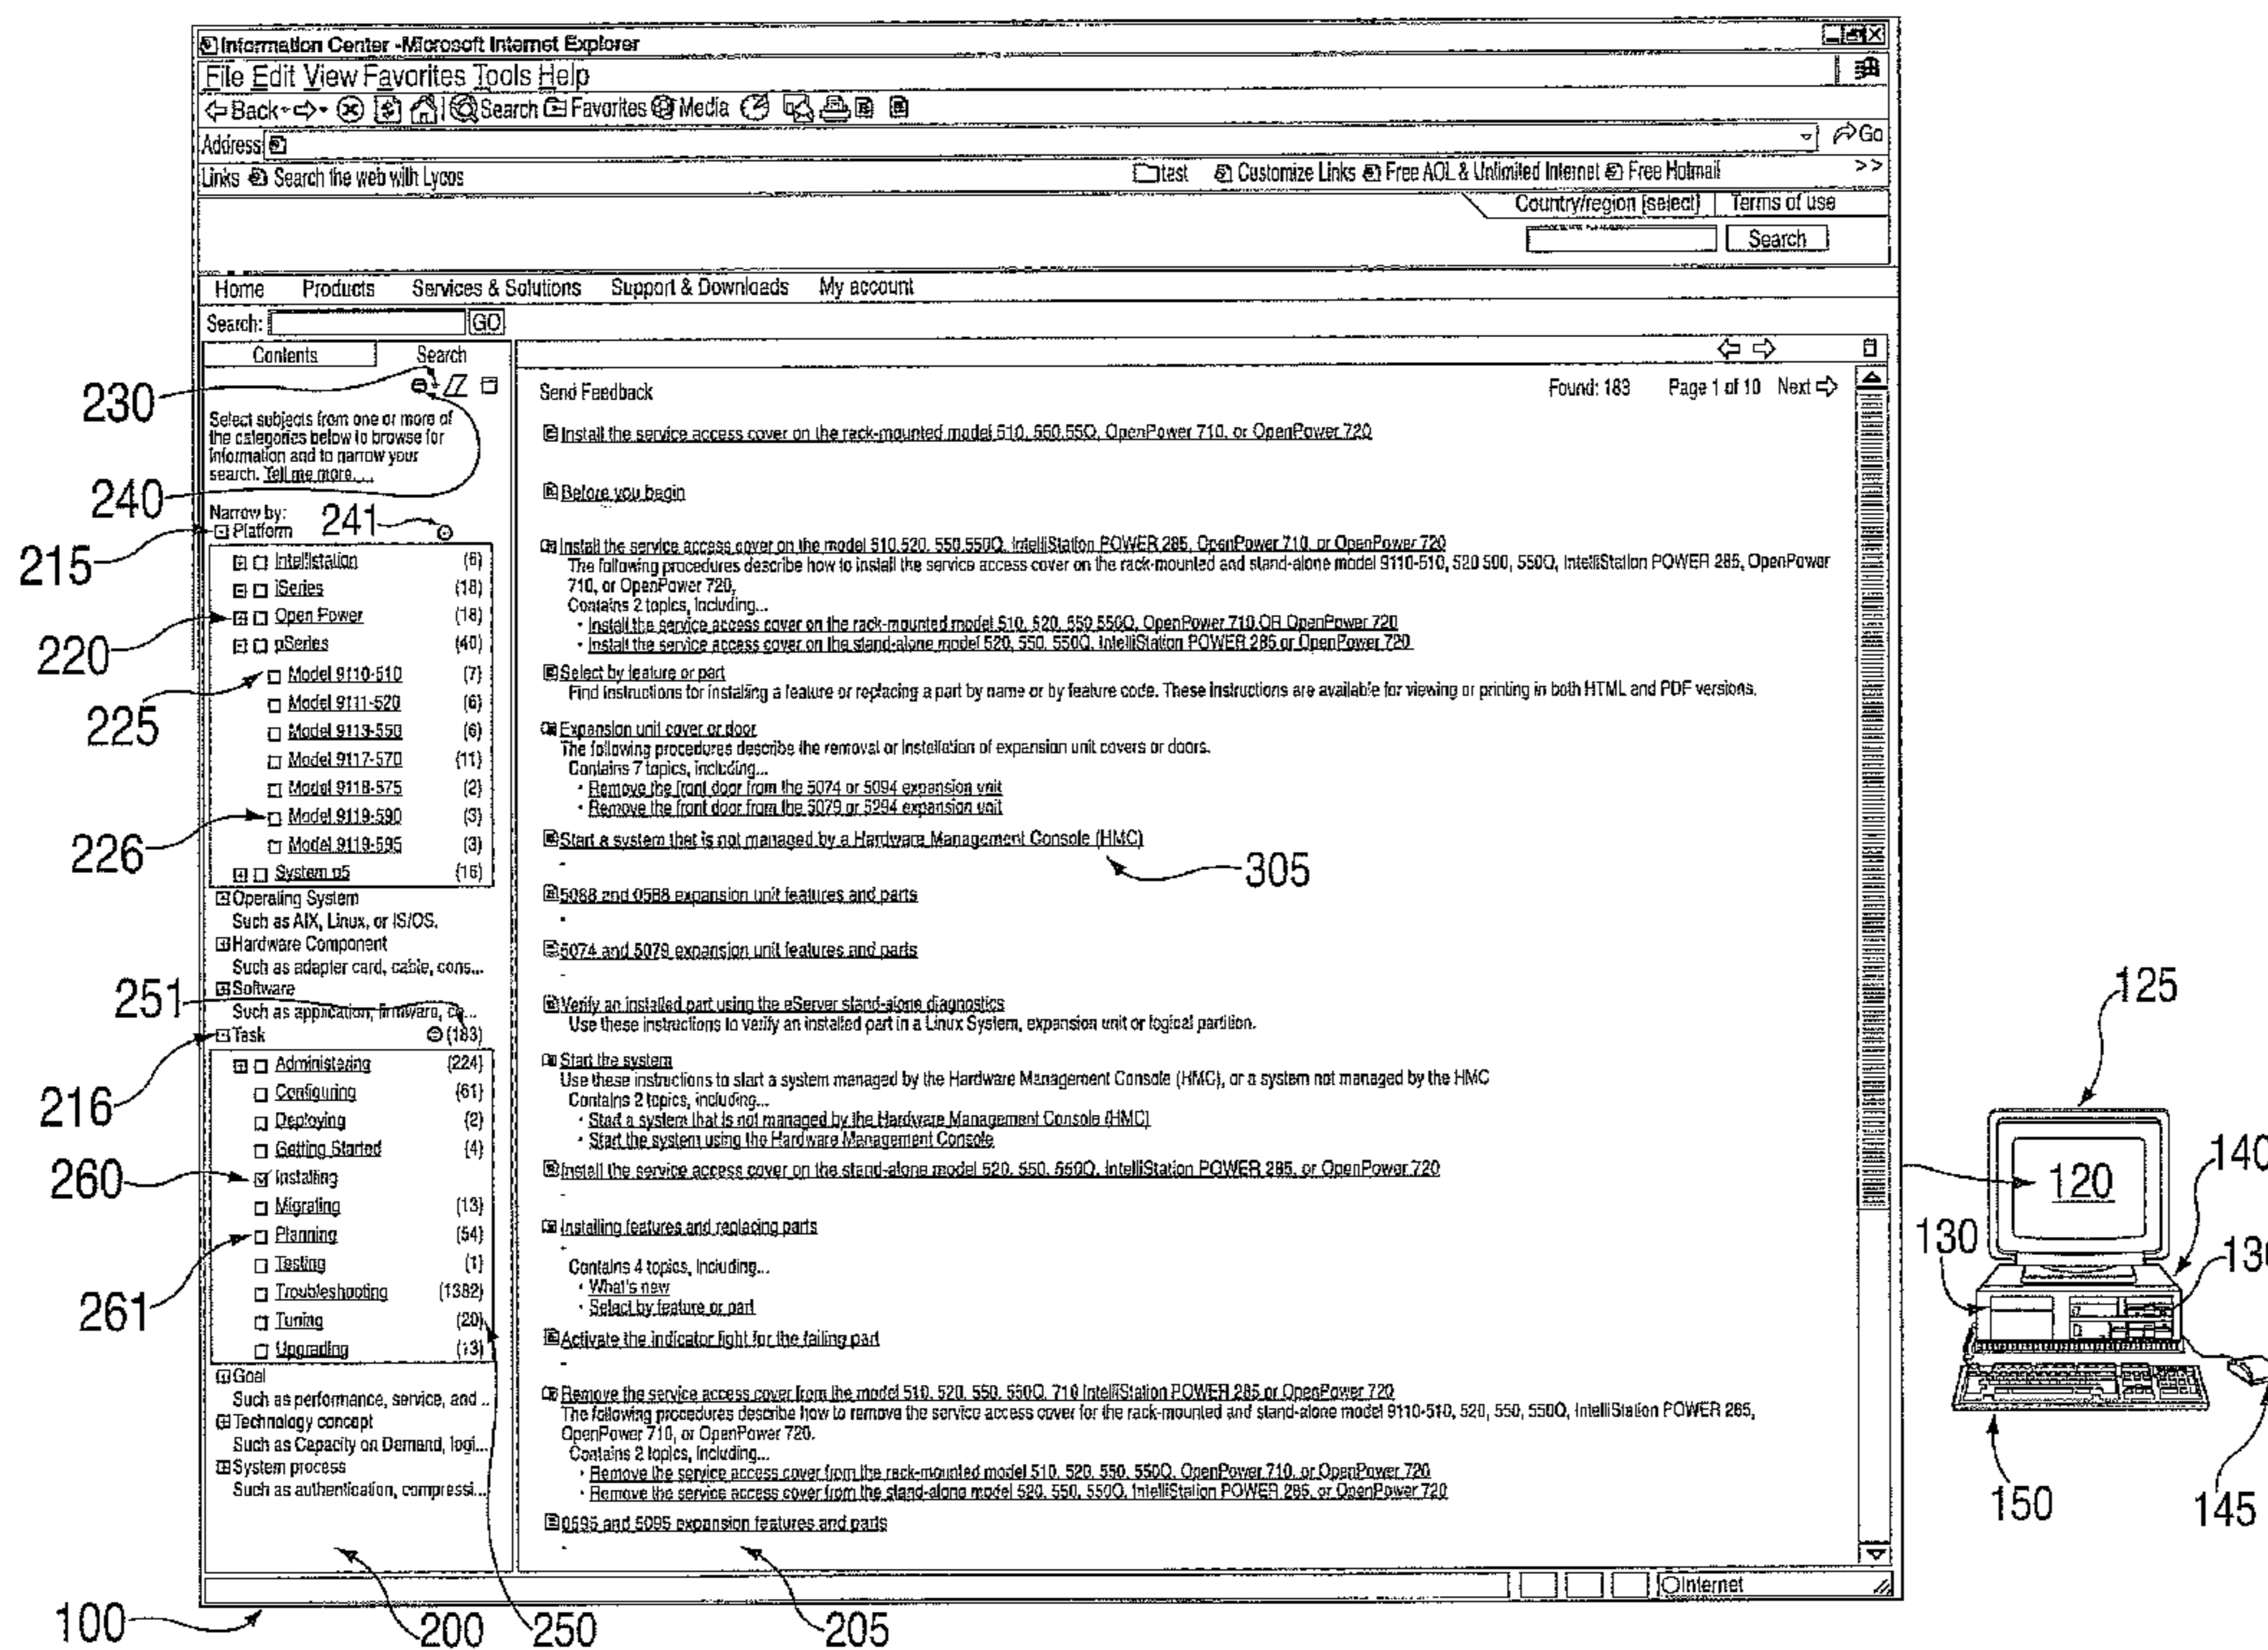 Information Center -Microsoft Internet Explorer
File Edit View Favorites Tools Help
Back Search Favorites Media
Address Go
Links Search the web with Lycos test Customize Links Free AOL & Unlimited Internet Free Hotmail >>
Country/region [select] Terms of use
Search
Home Products Services & Solutions Support & Downloads My account
Search: GO
Contents Search
230
Select subjects from one or more of
the categories below to browse for
information and to narrow your
search. Tell me more. . . .
240
Narrow by:
241
215
Platform
Intellistation (6)
iSeries (18)
220
Open Power (18)
pSeries (40)
225
Model 9110-510 (7)
Model 9111-520 (6)
Model 9113-550 (6)
Model 9117-570 (11)
Model 9118-575 (2)
226
Model 9119-590 (3)
Model 9119-595 (3)
System p5 (16)
Operating System
Such as AIX, Linux, or IS/OS.
Hardware Component
Such as adapter card, cable, cons...
251
Software
Such as application, firmware, co...
216
Task (183)
Administering (224)
Configuring (61)
Deploying (2)
Getting Started (4)
260
Installing
Migrating (13)
261
Planning (54)
Testing (1)
Troubleshooting (1382)
Tuning (20)
Upgrading (13)
Goal
Such as performance, service, and ..
Technology concept
Such as Capacity on Demand, logi...
System process
Such as authentication, compressi...
Send Feedback Found: 183 Page 1 of 10 Next
Install the service access cover on the rack-mounted model 510, 550,55Q, OpenPower 710, or OpenPower 720
Before you begin
Install the service access cover on the model 510,520, 550,550Q, IntelliStation POWER 285, OpenPower 710, or OpenPower 720
The following procedures describe how to install the service access cover on the rack-mounted and stand-alone model 9110-510, 520 500, 550Q, IntelliStation POWER 285, OpenPower
710, or OpenPower 720,
Contains 2 topics, including...
· Install the service access cover on the rack-mounted model 510, 520, 550 550Q, OpenPower 710 OR OpenPower 720
· Install the service access cover on the stand-alone model 520, 550, 550Q, IntelliStation POWER 285 or OpenPower 720
Select by feature or part
Find instructions for installing a feature or replacing a part by name or by feature code. These instructions are available for viewing or printing in both HTML and PDF versions.
Expansion unit cover or door
The following procedures describe the removal or installation of expansion unit covers or doors.
Contains 7 topics, including...
· Remove the front door from the 5074 or 5094 expansion unit
· Remove the front door from the 5079 or 5294 expansion unit
Start a system that is not managed by a Hardware Management Console (HMC)
-
305
5088 and 0588 expansion unit features and parts
-
5074 and 5079 expansion unit features and parts
-
Verify an installed part using the eServer stand-alone diagnostics
Use these instructions to verify an installed part in a Linux System, expansion unit or logical partition.
Start the system
Use these instructions to start a system managed by the Hardware Management Console (HMC), or a system not managed by the HMC
Contains 2 topics, including...
· Start a system that is not managed by the Hardware Management Console (HMC)
· Start the system using the Hardware Management Console
Install the service access cover on the stand-alone model 520, 550, 550Q, IntelliStation POWER 285, or OpenPower 720
-
Installing features and replacing parts
-
Contains 4 topics, including...
· What's new
· Select by feature or part
Activate the indicator light for the failing part
-
Remove the service access cover from the model 510, 520, 550, 550Q, 710 IntelliStation POWER 285 or OpenPower 720
The following procedures describe how to remove the service access cover for the rack-mounted and stand-alone model 9110-510, 520, 550, 550Q, IntelliStation POWER 285,
OpenPower 710, or OpenPower 720.
Contains 2 topics, including...
· Remove the service access cover from the rack-mounted model 510, 520, 550, 550Q, OpenPower 710, or OpenPower 720
· Remove the service access cover from the stand-alone model 520, 550, 550Q, IntelliStation POWER 285, or OpenPower 720
0595 and 5095 expansion features and parts
-
Internet
100
200
250
205
125
120
140
130
130
150
145